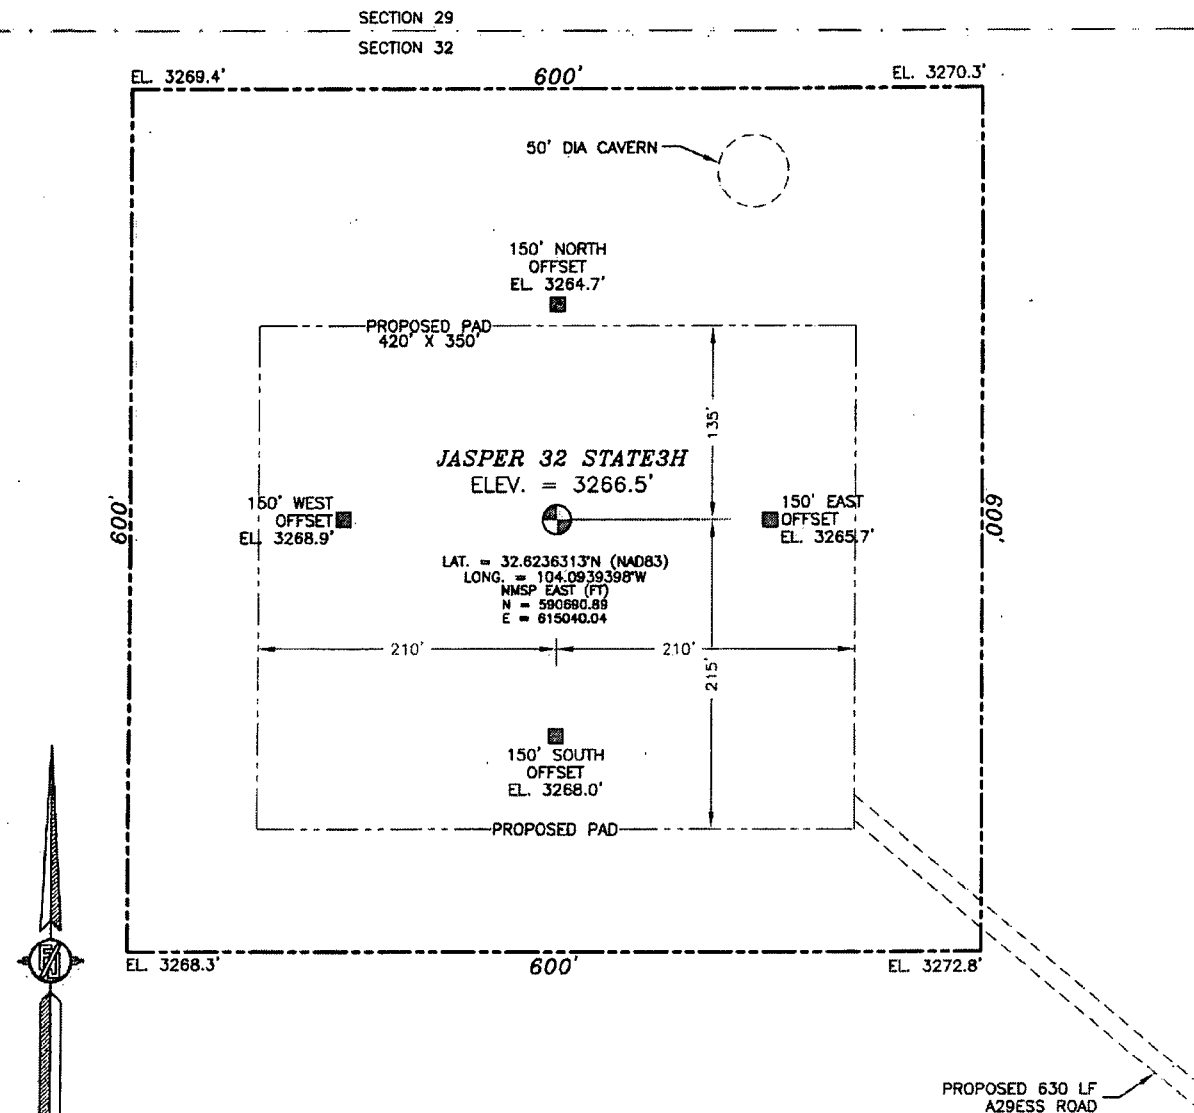 SECTION 29
SECTION 32
EL. 3269.4'
600'
EL. 3270.3'
50' DIA CAVERN
150' NORTH
OFFSET
EL. 3264.7'
PROPOSED PAD
420' X 350'
135'
JASPER 32 STATE3H
ELEV. = 3266.5'
600'
150' WEST
OFFSET
EL. 3268.9'
150' EAST
OFFSET
EL. 3265.7'
600'
LAT. = 32.6236313°N (NAD83)
LONG. = 104.0939398°W
NMSP EAST (FT)
N = 590690.89
E = 615040.04
210'
210'
215'
150' SOUTH
OFFSET
EL. 3268.0'
PROPOSED PAD
EL. 3268.3'
600'
EL. 3272.8'
PROPOSED 630 LF
A29ESS ROAD